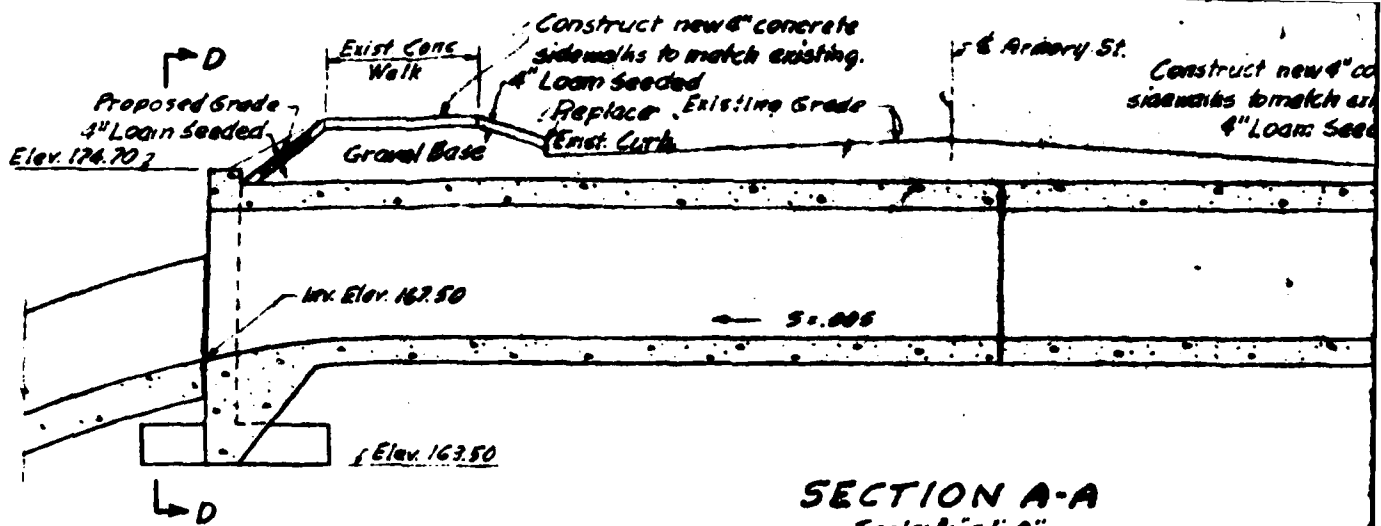 D
Exist Conc
Walk
Construct new 4" concrete
sidewalks to match existing.
4" Loam Seeded
Replace
Exist. Curb
Existing Grade
Proposed Grade
4" Loam Seeded
Elev. 174.70
Gravel Base
℄ Armory St.
Construct new 4" co
sidewalks to match exi
4" Loam Seed
Inv. Elev. 167.50
S=.005
Elev. 163.50
D
SECTION A-A